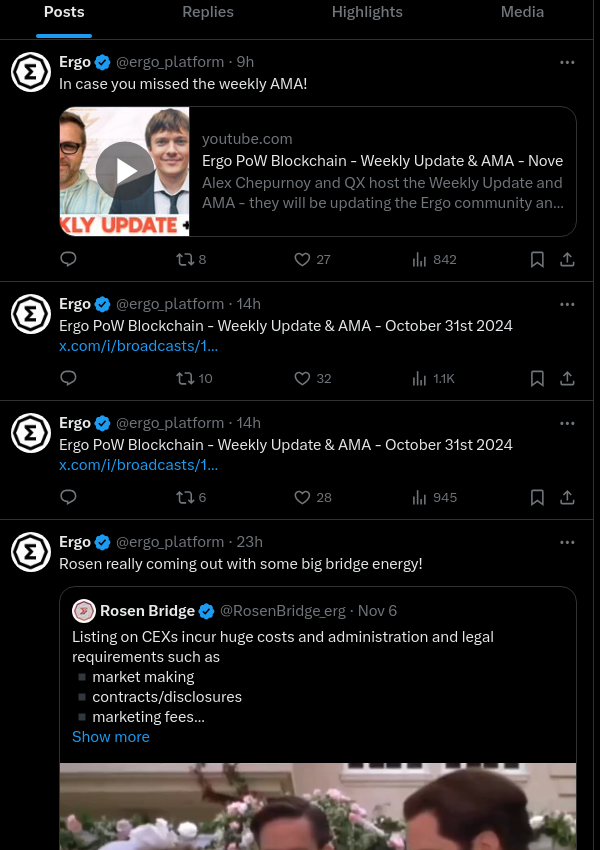 Posts Replies Highlights Media
Ergo @ergo_platform · 9h
In case you missed the weekly AMA!
KLY UPDATE +
youtube.com
Ergo PoW Blockchain - Weekly Update & AMA - Nove
Alex Chepurnoy and QX host the Weekly Update and
AMA - they will be updating the Ergo community an...
8 27 842
Ergo @ergo_platform · 14h
Ergo PoW Blockchain - Weekly Update & AMA - October 31st 2024
x.com/i/broadcasts/1...
10 32 1.1K
Ergo @ergo_platform · 14h
Ergo PoW Blockchain - Weekly Update & AMA - October 31st 2024
x.com/i/broadcasts/1...
6 28 945
Ergo @ergo_platform · 23h
Rosen really coming out with some big bridge energy!
Rosen Bridge @RosenBridge_erg · Nov 6
Listing on CEXs incur huge costs and administration and legal
requirements such as
▪ market making
▪ contracts/disclosures
▪ marketing fees...
Show more